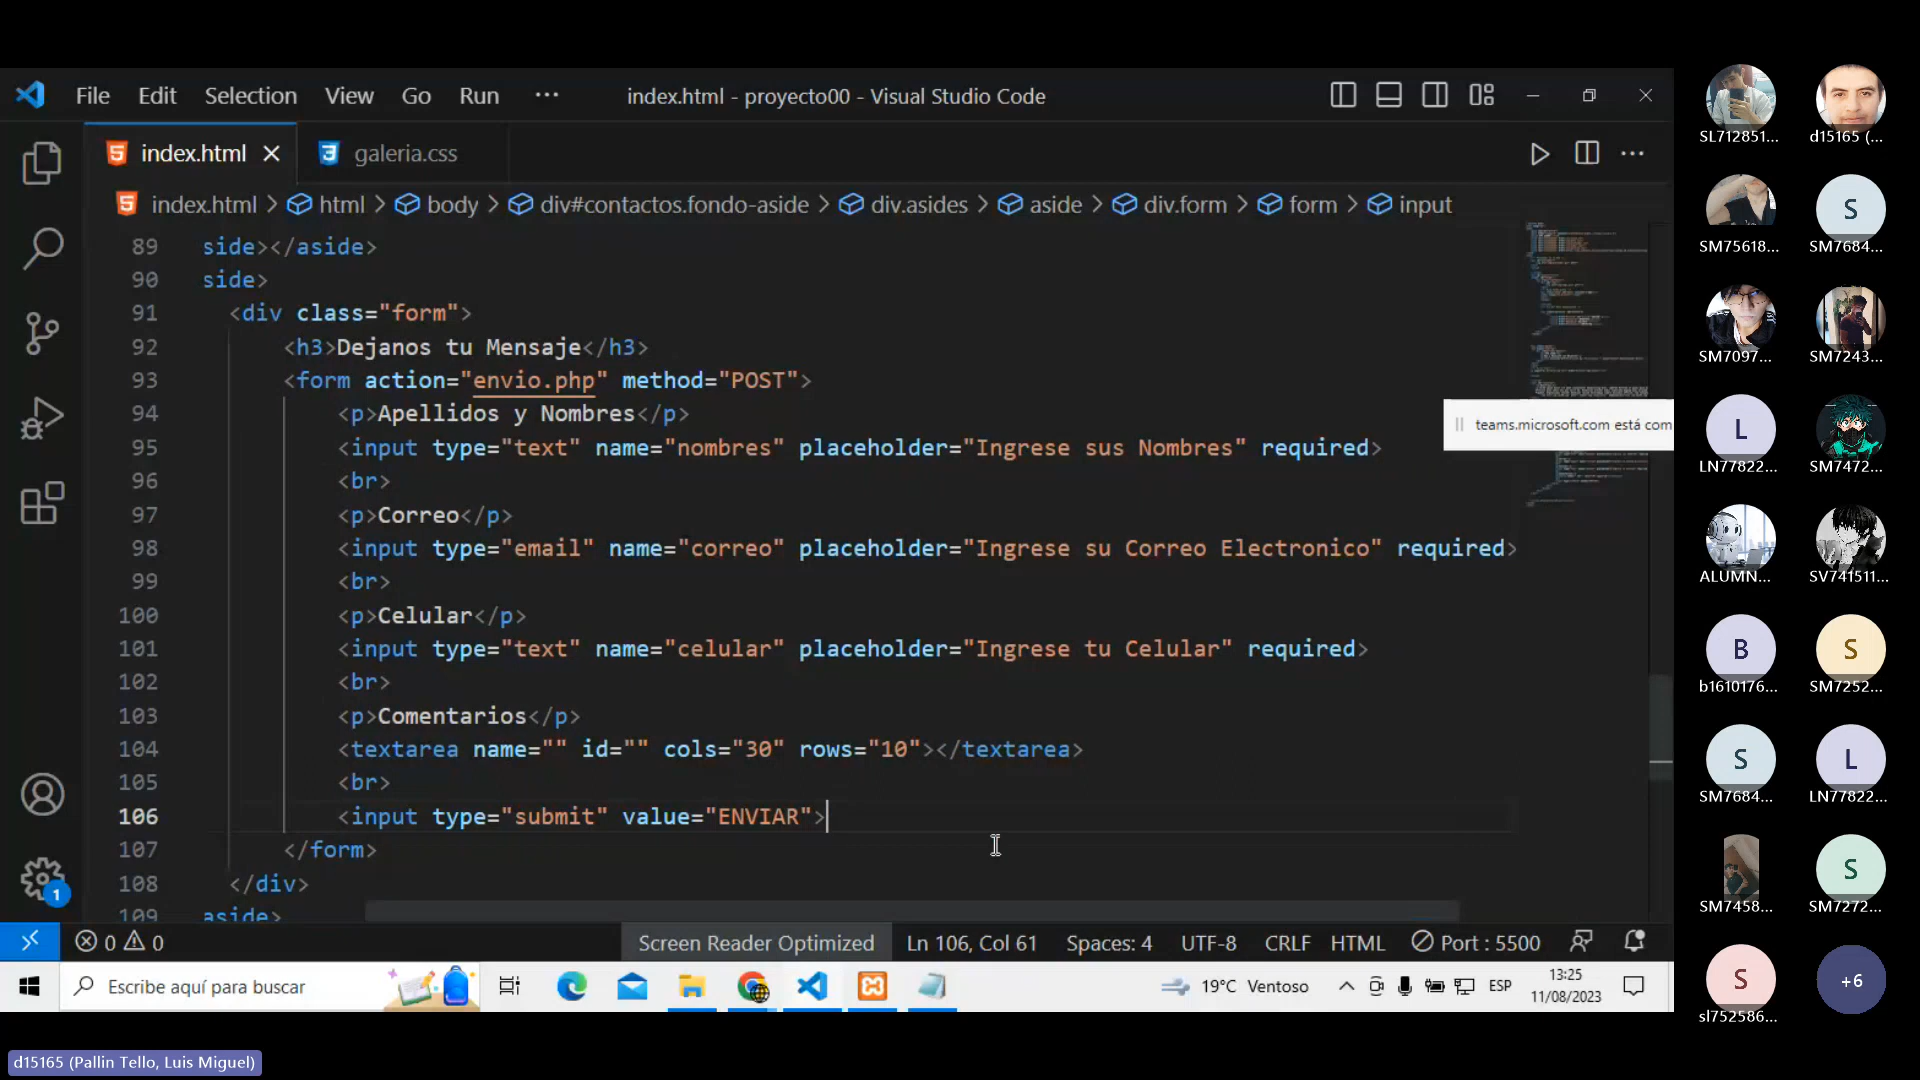 File Edit Selection View Go Run ··· index.html - proyecto00 - Visual Studio Code
index.html galeria.css
index.html > html > body > div#contactos.fondo-aside > div.asides > aside > div.form > form > input
89 side></aside>
90 side>
91 <div class="form">
92 <h3>Dejanos tu Mensaje</h3>
93 <form action="envio.php" method="POST">
94 <p>Apellidos y Nombres</p>
95 <input type="text" name="nombres" placeholder="Ingrese sus Nombres" required>
96 <br>
97 <p>Correo</p>
98 <input type="email" name="correo" placeholder="Ingrese su Correo Electronico" required>
99 <br>
100 <p>Celular</p>
101 <input type="text" name="celular" placeholder="Ingrese tu Celular" required>
102 <br>
103 <p>Comentarios</p>
104 <textarea name="" id="" cols="30" rows="10"></textarea>
105 <br>
106 <input type="submit" value="ENVIAR">
107 </form>
108 </div>
109 aside>
teams.microsoft.com está com
1
0 0 Screen Reader Optimized Ln 106, Col 61 Spaces: 4 UTF-8 CRLF HTML Port : 5500
Escribe aquí para buscar 19°C Ventoso ESP 13:25
11/08/2023
SL712851... d15165 (...
S
SM75618... SM7684...
SM7097... SM7243...
L
LN77822... SM7472...
ALUMN... SV741511...
B S
b1610176... SM7252...
S L
SM7684... LN77822...
S
SM7458... SM7272...
S +6
sl752586...
d15165 (Pallin Tello, Luis Miguel)